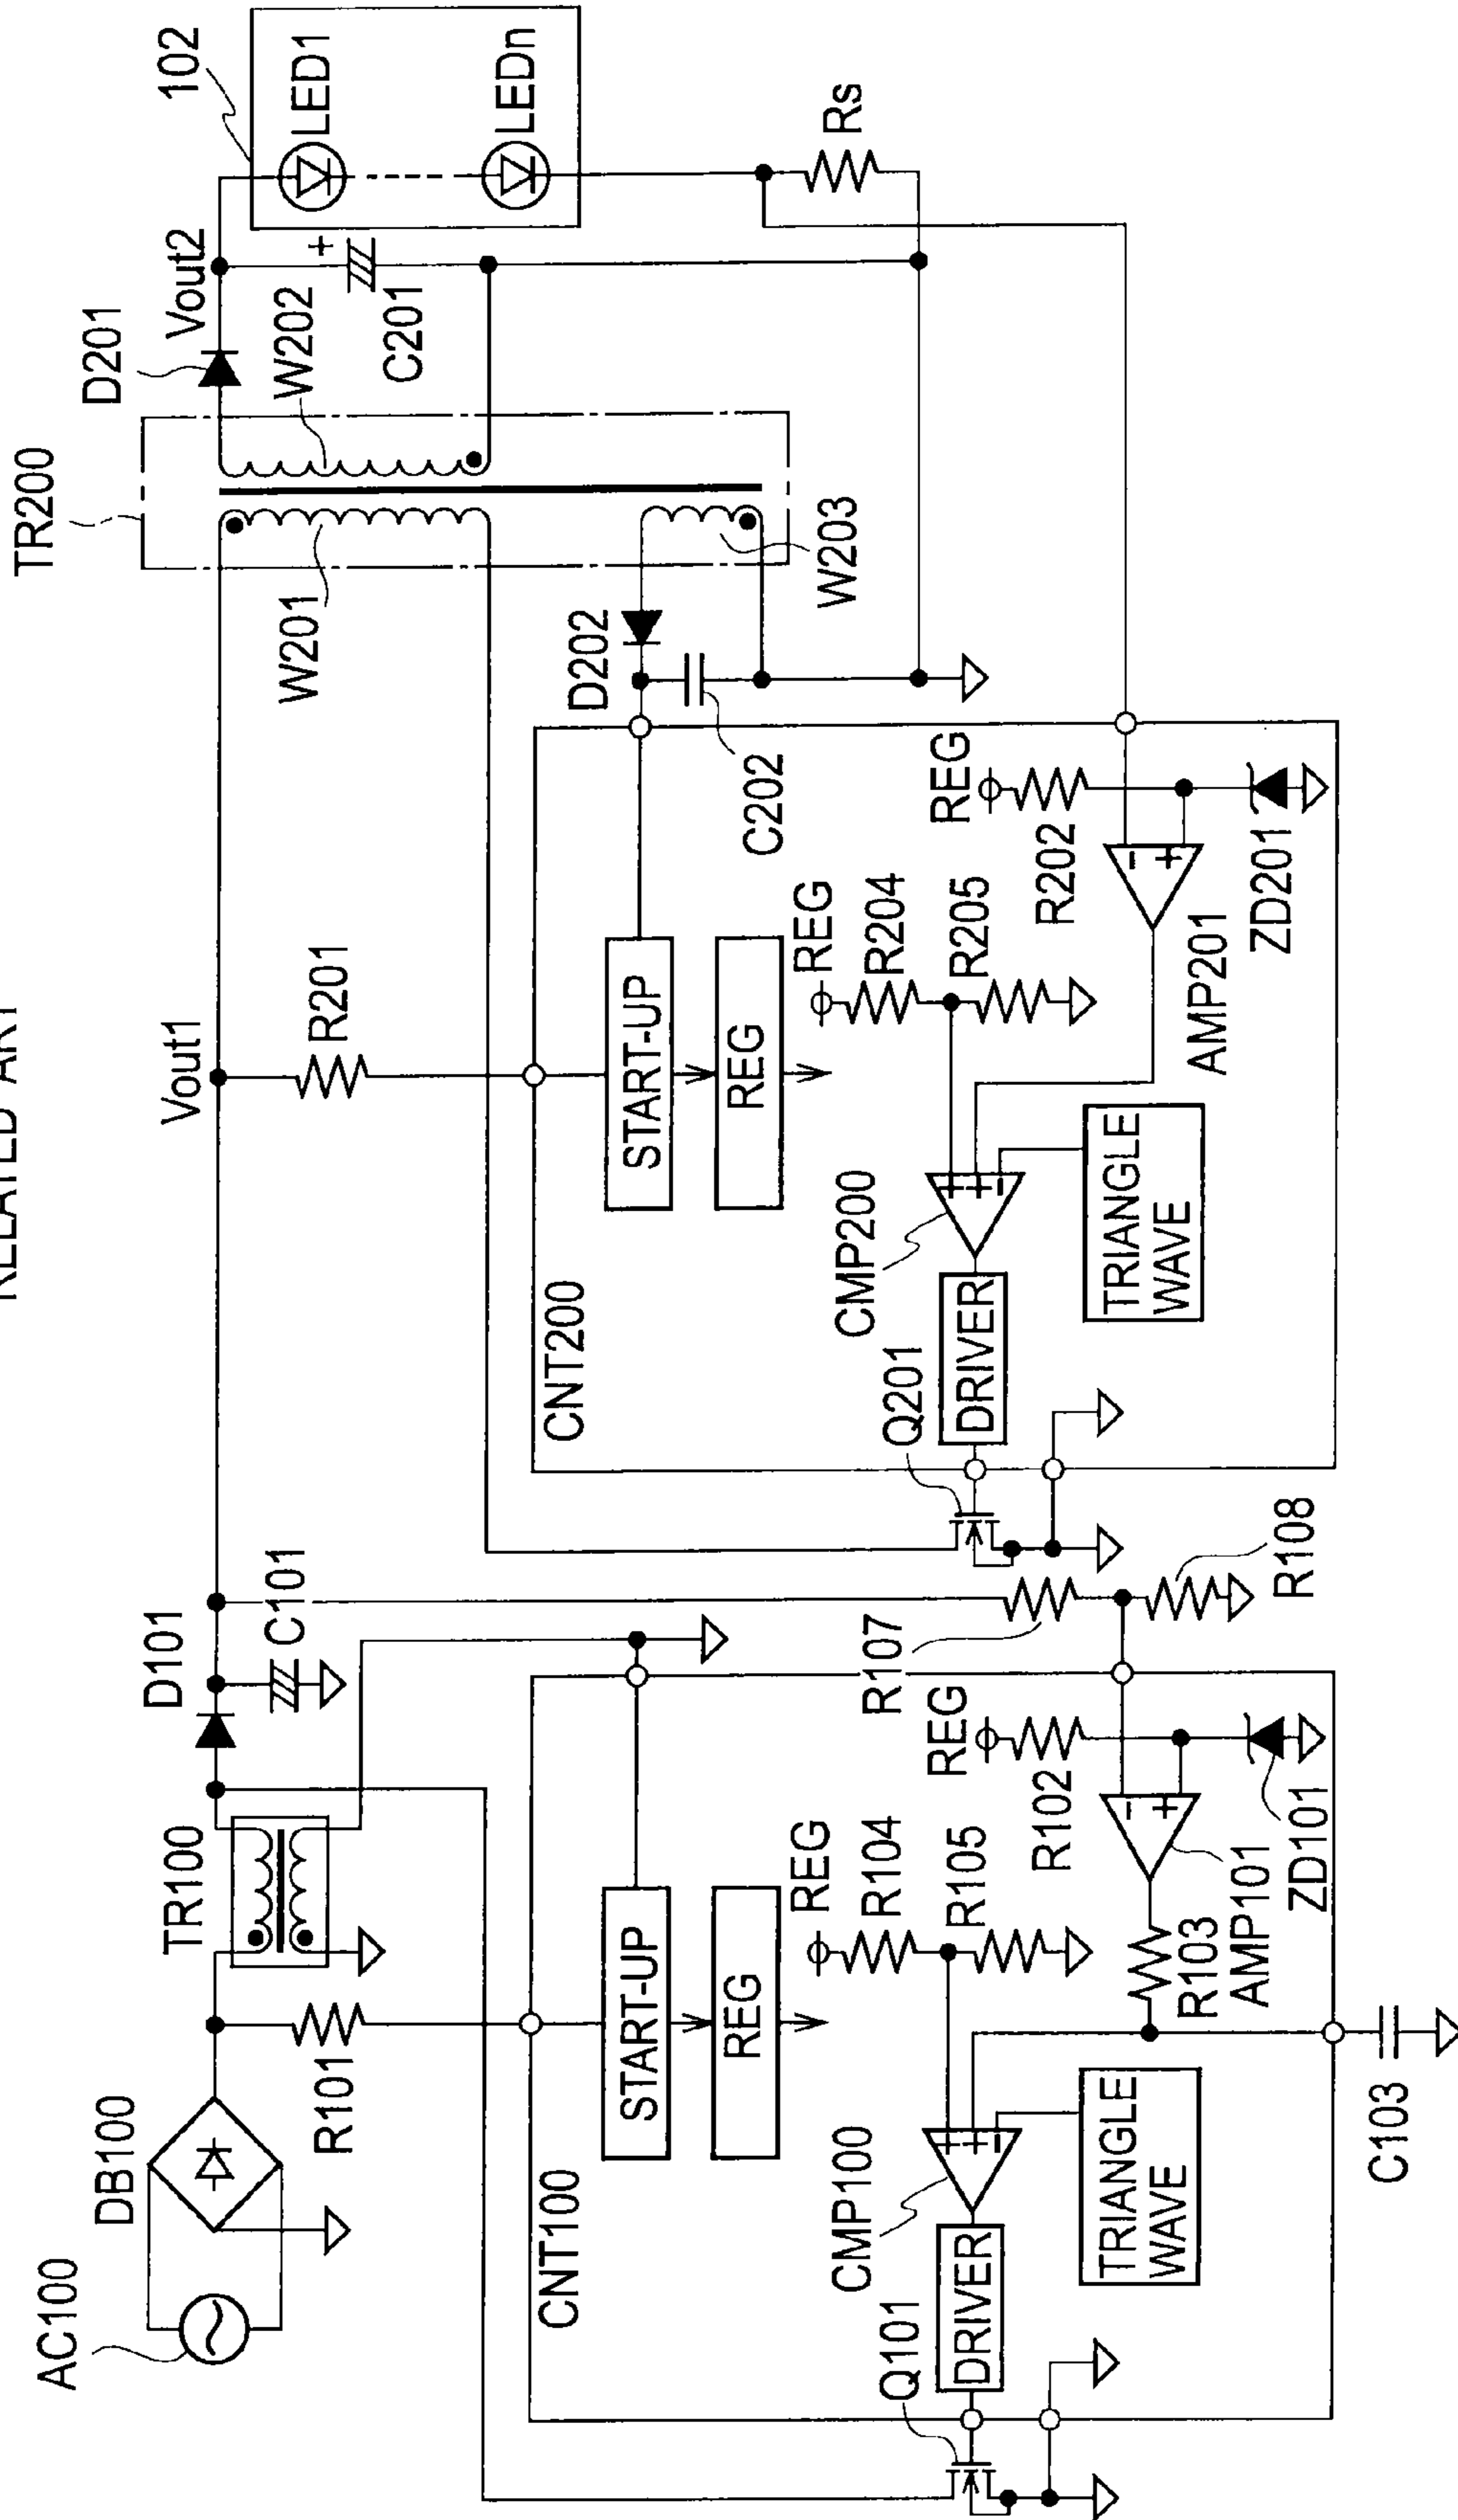 RELATED ART
TR200
D201
102
Vout2
LED1
LEDn
W202
C201
Rs
W201
W203
D202
C202
Vout1
R201
START-UP
REG
REG
R204
R205
REG
R202
AMP201
ZD201
CNT200
CMP200
TRIANGLE
WAVE
DRIVER
Q201
D101
C101
R107
R108
TR100
R101
DB100
AC100
START-UP
REG
REG
R104
R105
REG
R102
R103
AMP101
ZD101
CNT100
CMP100
TRIANGLE
WAVE
DRIVER
Q101
C103